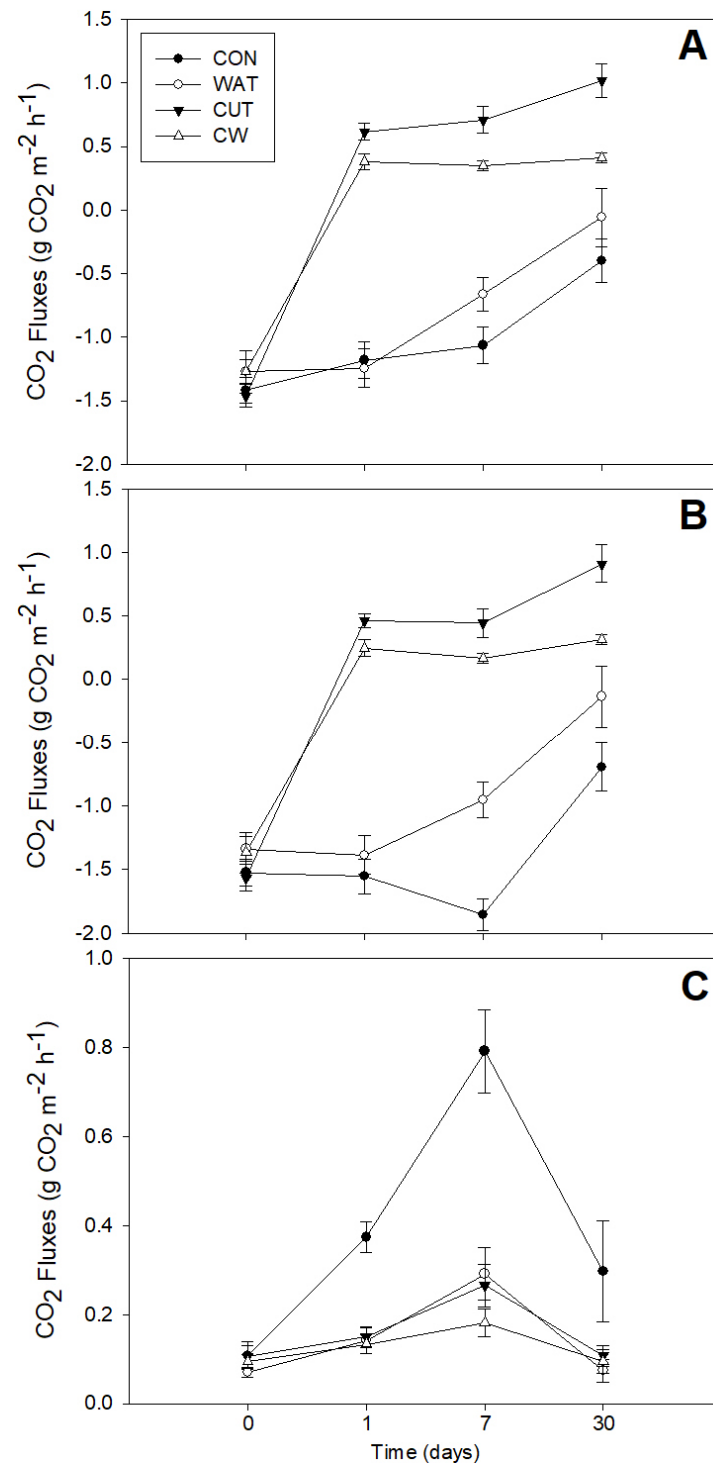 A
CON
WAT
CUT
CW
1.5
1.0
0.5
0.0
-0.5
-1.0
-1.5
-2.0
CO2 Fluxes (g CO2 m-2 h-1)
B
1.5
1.0
0.5
0.0
-0.5
-1.0
-1.5
-2.0
CO2 Fluxes (g CO2 m-2 h-1)
C
1.0
0.8
0.6
0.4
0.2
0.0
CO2 Fluxes (g CO2 m-2 h-1)
0 1 7 30
Time (days)